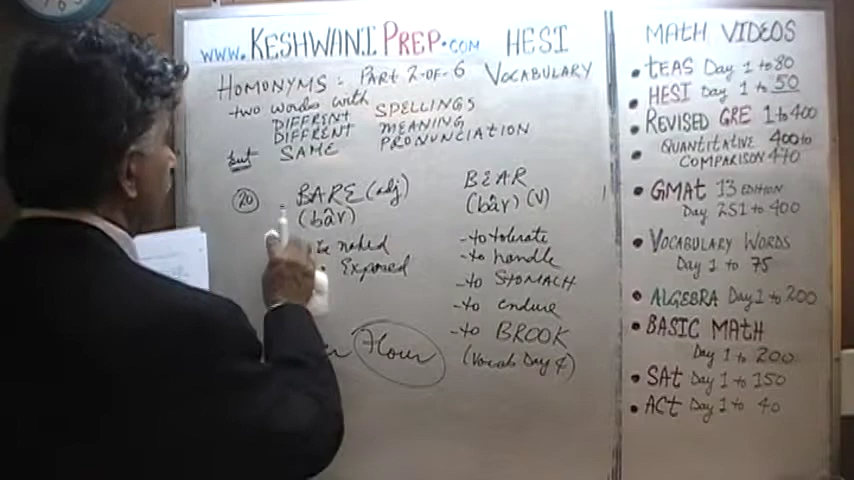 www.KESHWANIPREP.COM HESI
HOMONYMS: PART 2-OF-6 VOCABULARY
two words with
DIFFRENT SPELLINGS
DIFFRENT MEANING
but SAME PRONUNCIATION
20
BARE (adj)
(bâr)
naked
Exposed
Flour
BEAR
(bâr) (v)
-to tolerate
-to handle
-to STOMACH
-to endure
-to BROOK
(Vocab Day 4)
MATH VIDEOS
• TEAS Day 1 to 80
• HESI Day 1 to 50
• REVISED GRE 1 to 400
• QUANTITATIVE 400 to
COMPARISON 470
• GMAT 13 EDITION
Day 251 to 400
• VOCABULARY WORDS
Day 1 to 75
• ALGEBRA Day 1 to 200
• BASIC MATH
Day 1 to 200
• SAT Day 1 to 150
• ACT Day 1 to 40